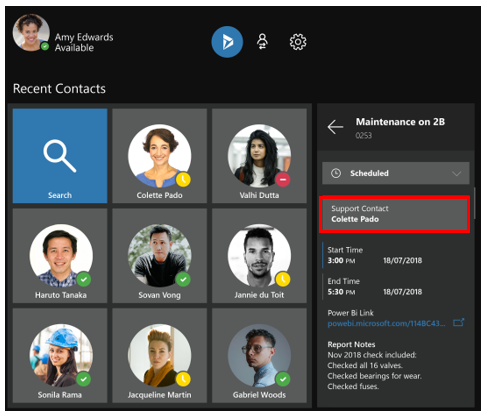 Amy Edwards
Available
Recent Contacts
Search
Colette Pado
Valhi Dutta
Haruto Tanaka
Sovan Vong
Jannie du Toit
Sonila Rama
Jacqueline Martin
Gabriel Woods
Maintenance on 2B
0253
Scheduled
Support Contact
Colette Pado
Start Time
3:00 PM 18/07/2018
End Time
5:30 PM 18/07/2018
Power Bi Link
powebi.microsoft.com/114BC43...
Report Notes
Nov 2018 check included:
Checked all 16 valves.
Checked bearings for wear.
Checked fuses.